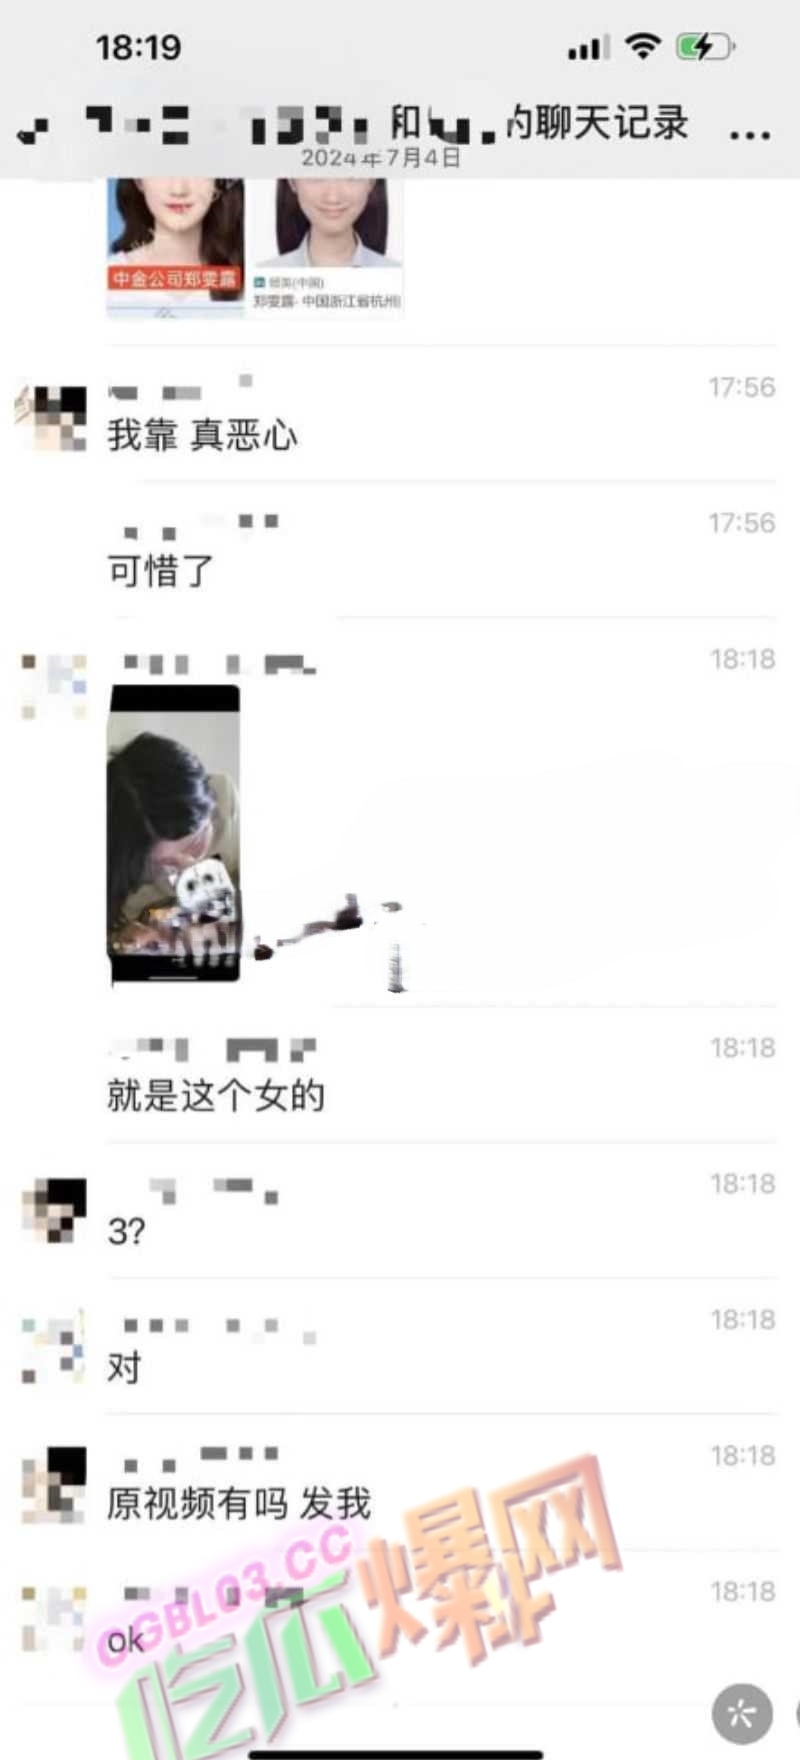 18:19
和
的聊天记录
2024年7月4日
中金公司郑雯露
领英(中国)
郑雯露- 中国浙江省杭州
17:56
我靠 真恶心
17:56
可惜了
18:18
18:18
就是这个女的
18:18
3?
18:18
对
18:18
原视频有吗 发我
18:18
ok
CGBL03.CC
吃瓜爆料网